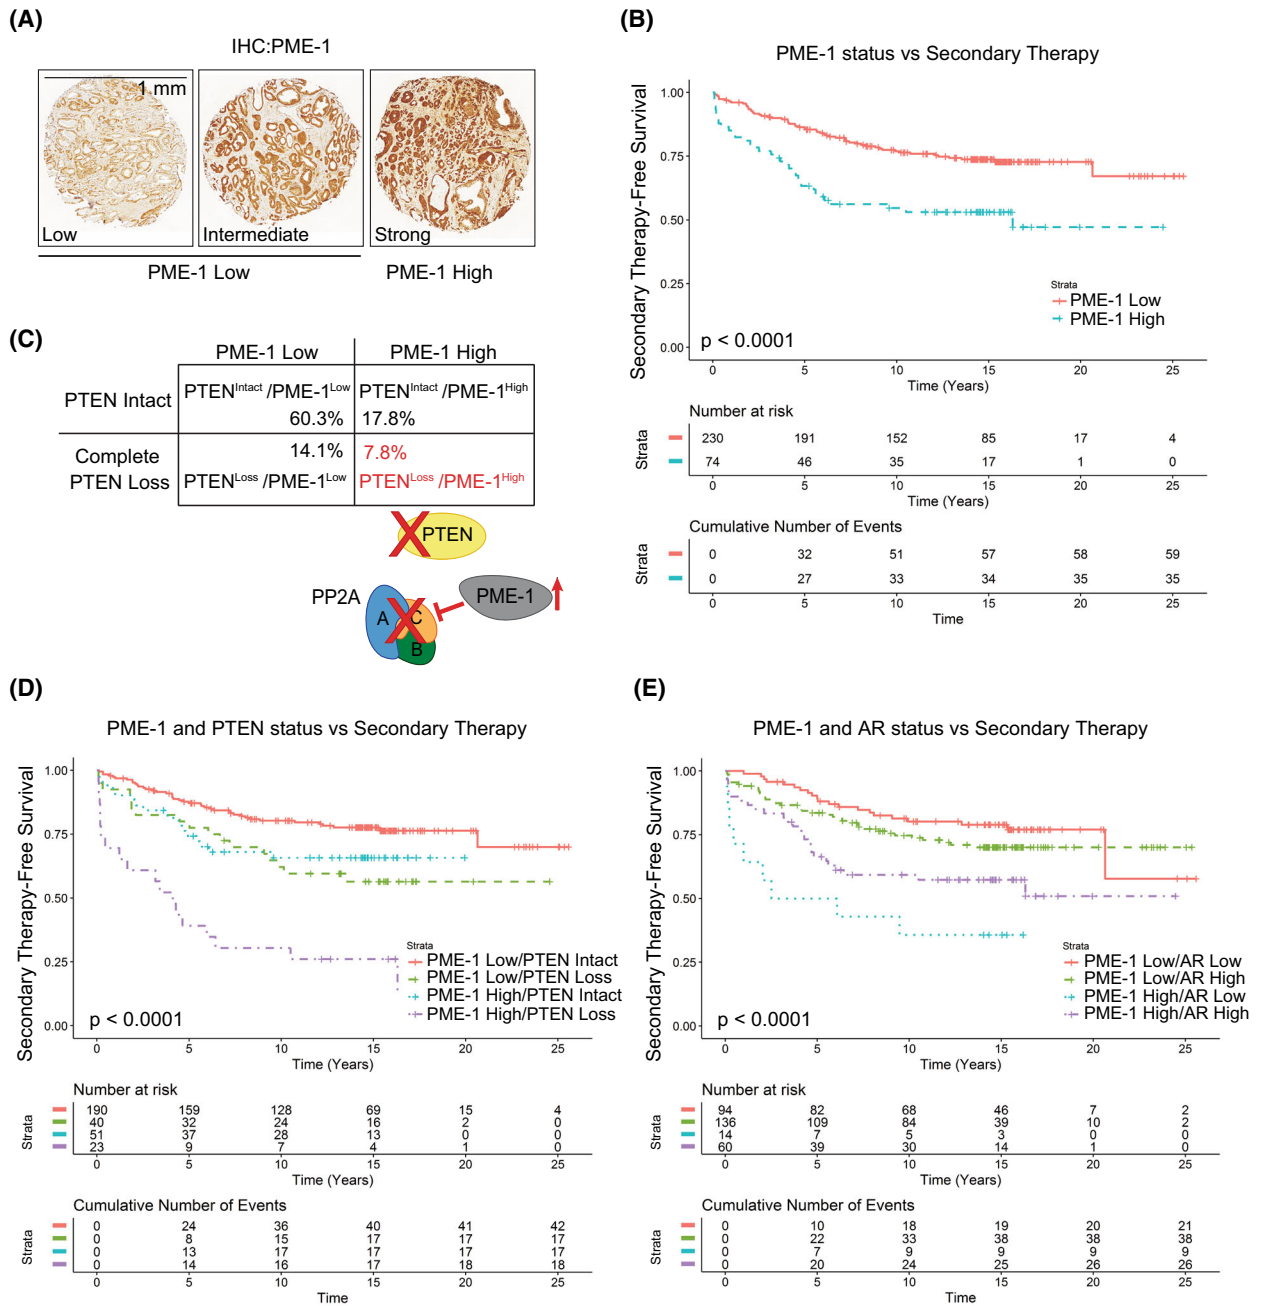 (A)
IHC:PME-1
1 mm
Low
Intermediate
Strong
PME-1 Low
PME-1 High
(B)
PME-1 status vs Secondary Therapy
Secondary Therapy-Free Survival
1.00
0.75
0.50
0.25
0.00
Strata
PME-1 Low
PME-1 High
p < 0.0001
0 5 10 15 20 25
Time (Years)
Number at risk
Strata
230 191 152 85 17 4
74 46 35 17 1 0
0 5 10 15 20 25
Time (Years)
Cumulative Number of Events
Strata
0 32 51 57 58 59
0 27 33 34 35 35
0 5 10 15 20 25
Time
(C)
PME-1 Low PME-1 High
PTEN Intact
PTENIntact /PME-1Low
60.3%
PTENIntact /PME-1High
17.8%
Complete
PTEN Loss
14.1%
PTENLoss /PME-1Low
7.8%
PTENLoss /PME-1High
PTEN
PP2A
A
C
B
PME-1
(D)
PME-1 and PTEN status vs Secondary Therapy
Secondary Therapy-Free Survival
1.00
0.75
0.50
0.25
0.00
Strata
PME-1 Low/PTEN Intact
PME-1 Low/PTEN Loss
PME-1 High/PTEN Intact
PME-1 High/PTEN Loss
p < 0.0001
0 5 10 15 20 25
Time (Years)
Number at risk
Strata
190 159 128 69 15 4
40 32 24 16 2 0
51 37 28 13 0 0
23 9 7 4 1 0
0 5 10 15 20 25
Time (Years)
Cumulative Number of Events
Strata
0 24 36 40 41 42
0 8 15 17 17 17
0 13 17 17 17 17
0 14 16 17 18 18
0 5 10 15 20 25
Time
(E)
PME-1 and AR status vs Secondary Therapy
Secondary Therapy-Free Survival
1.00
0.75
0.50
0.25
0.00
Strata
PME-1 Low/AR Low
PME-1 Low/AR High
PME-1 High/AR Low
PME-1 High/AR High
p < 0.0001
0 5 10 15 20 25
Time (Years)
Number at risk
Strata
94 82 68 46 7 2
136 109 84 39 10 2
14 7 5 3 0 0
60 39 30 14 1 0
0 5 10 15 20 25
Time (Years)
Cumulative Number of Events
Strata
0 10 18 19 20 21
0 22 33 38 38 38
0 7 9 9 9 9
0 20 24 25 26 26
0 5 10 15 20 25
Time